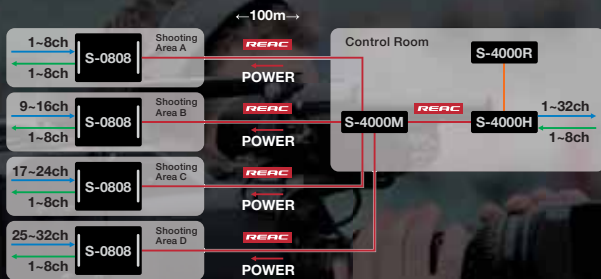 ←100m→
1~8ch
1~8ch
S-0808
Shooting
Area A
REAC
POWER
9~16ch
1~8ch
S-0808
Shooting
Area B
REAC
POWER
17~24ch
1~8ch
S-0808
Shooting
Area C
REAC
POWER
25~32ch
1~8ch
S-0808
Shooting
Area D
REAC
POWER
Control Room
S-4000R
S-4000M
REAC
S-4000H
1~32ch
1~8ch